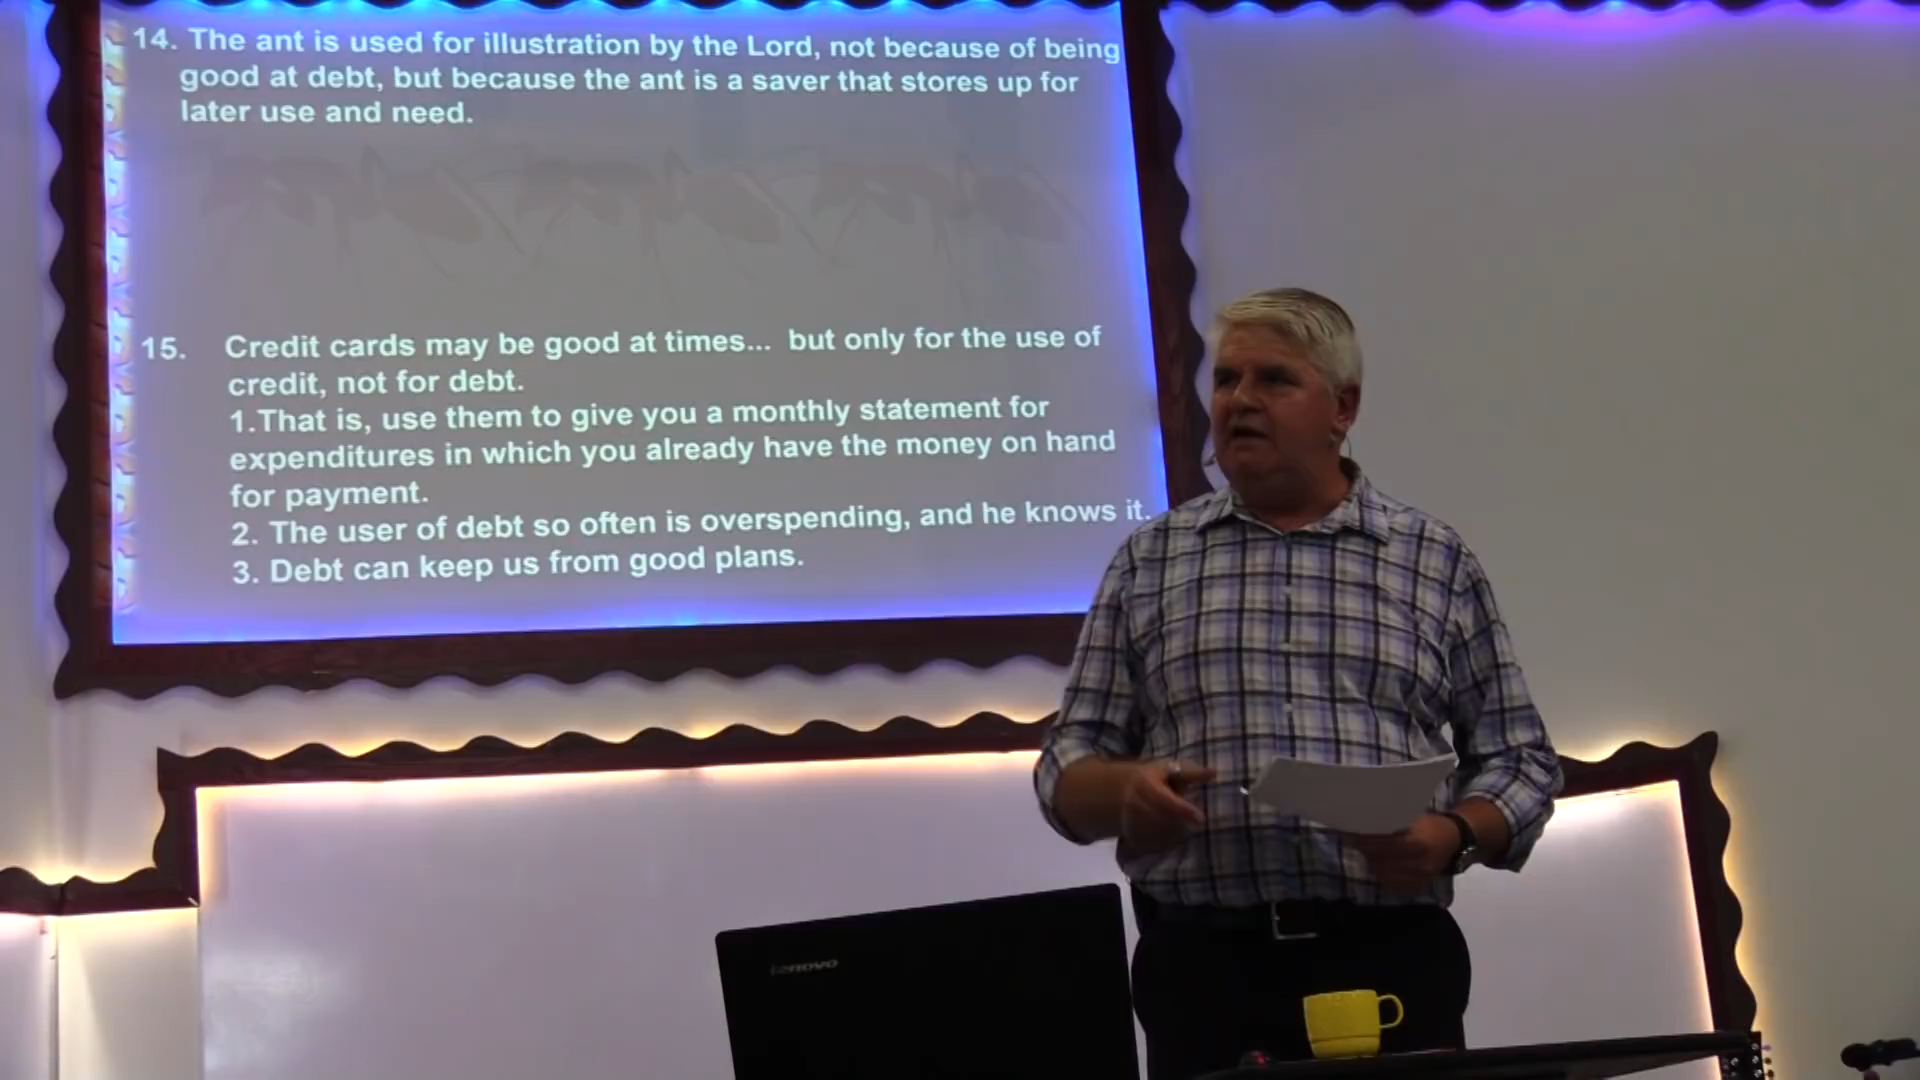 14. The ant is used for illustration by the Lord, not because of being
good at debt, but because the ant is a saver that stores up for
later use and need.
15. Credit cards may be good at times... but only for the use of
credit, not for debt.
1.That is, use them to give you a monthly statement for
expenditures in which you already have the money on hand
for payment.
2. The user of debt so often is overspending, and he knows it.
3. Debt can keep us from good plans.
lenovo